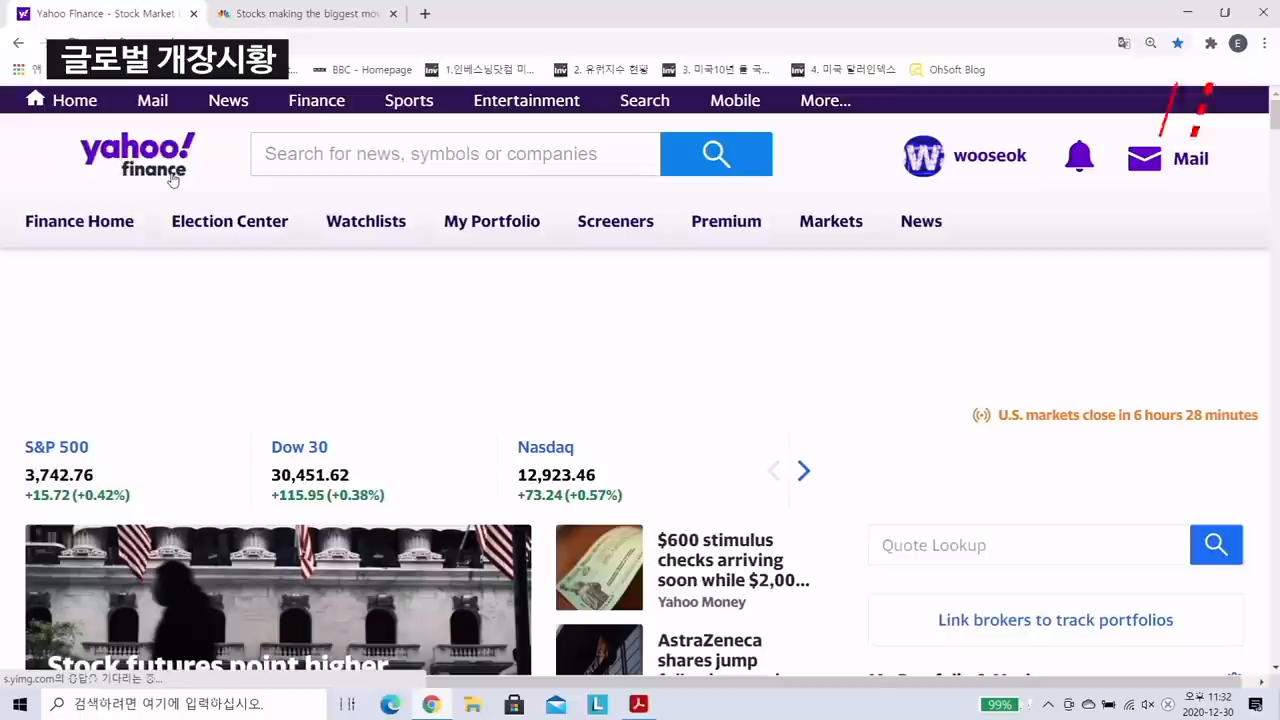 Yahoo Finance - Stock Market
Stocks making the biggest mov
글로벌 개장시황
BBC - Homepage
1.인베스닝닷컴 미...
2. 유럽지수 현황
3. 미국10년 물 국...
4. 미국 달러인덱스
OhSoft Blog
Home Mail News Finance Sports Entertainment Search Mobile More...
yahoo!
finance
Search for news, symbols or companies
wooseok
Mail
Finance Home Election Center Watchlists My Portfolio Screeners Premium Markets News
U.S. markets close in 6 hours 28 minutes
S&P 500
3,742.76
+15.72 (+0.42%)
Dow 30
30,451.62
+115.95 (+0.38%)
Nasdaq
12,923.46
+73.24 (+0.57%)
Stock futures point higher
$600 stimulus
checks arriving
soon while $2,00...
Yahoo Money
AstraZeneca
shares jump
Quote Lookup
Link brokers to track portfolios
s.yimg.com의 응답을 기다리는 중...
검색하려면 여기에 입력하십시오.
99%
오후 11:32
2020-12-30